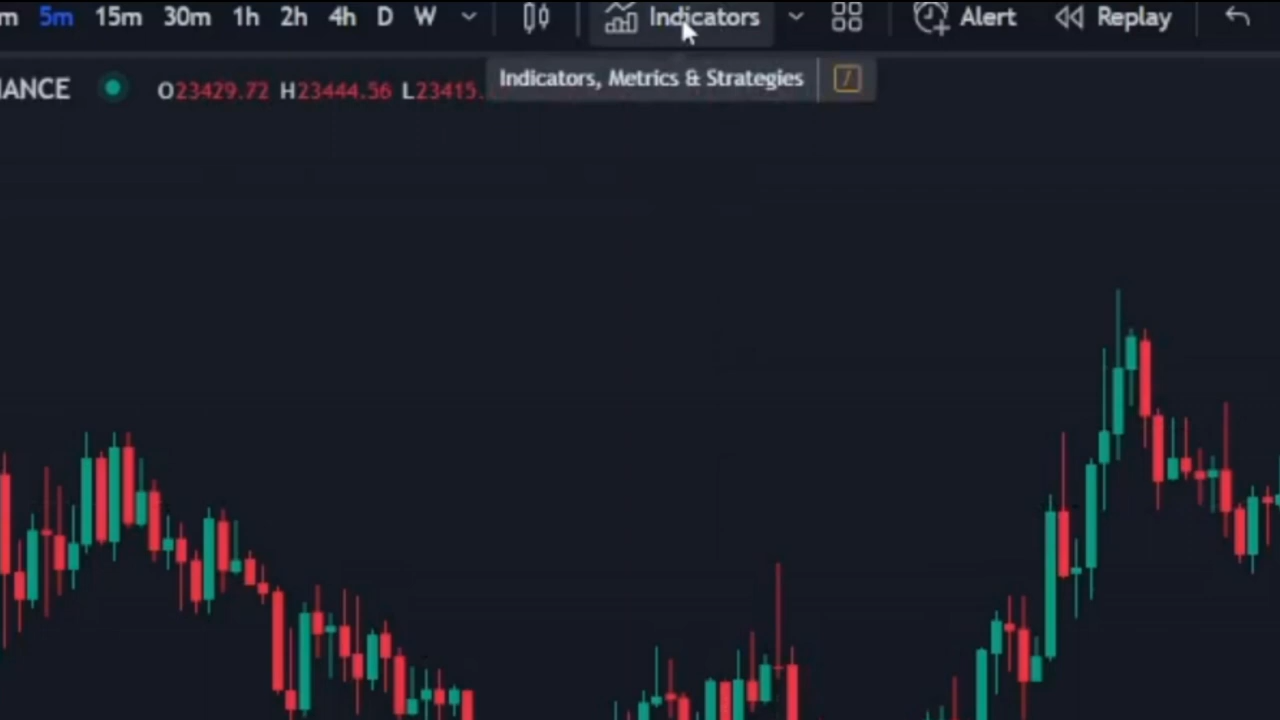 m 5m 15m 30m 1h 2h 4h D W Indicators Alert Replay
IANCE O23429.72 H23444.56 L23415.
Indicators, Metrics & Strategies /